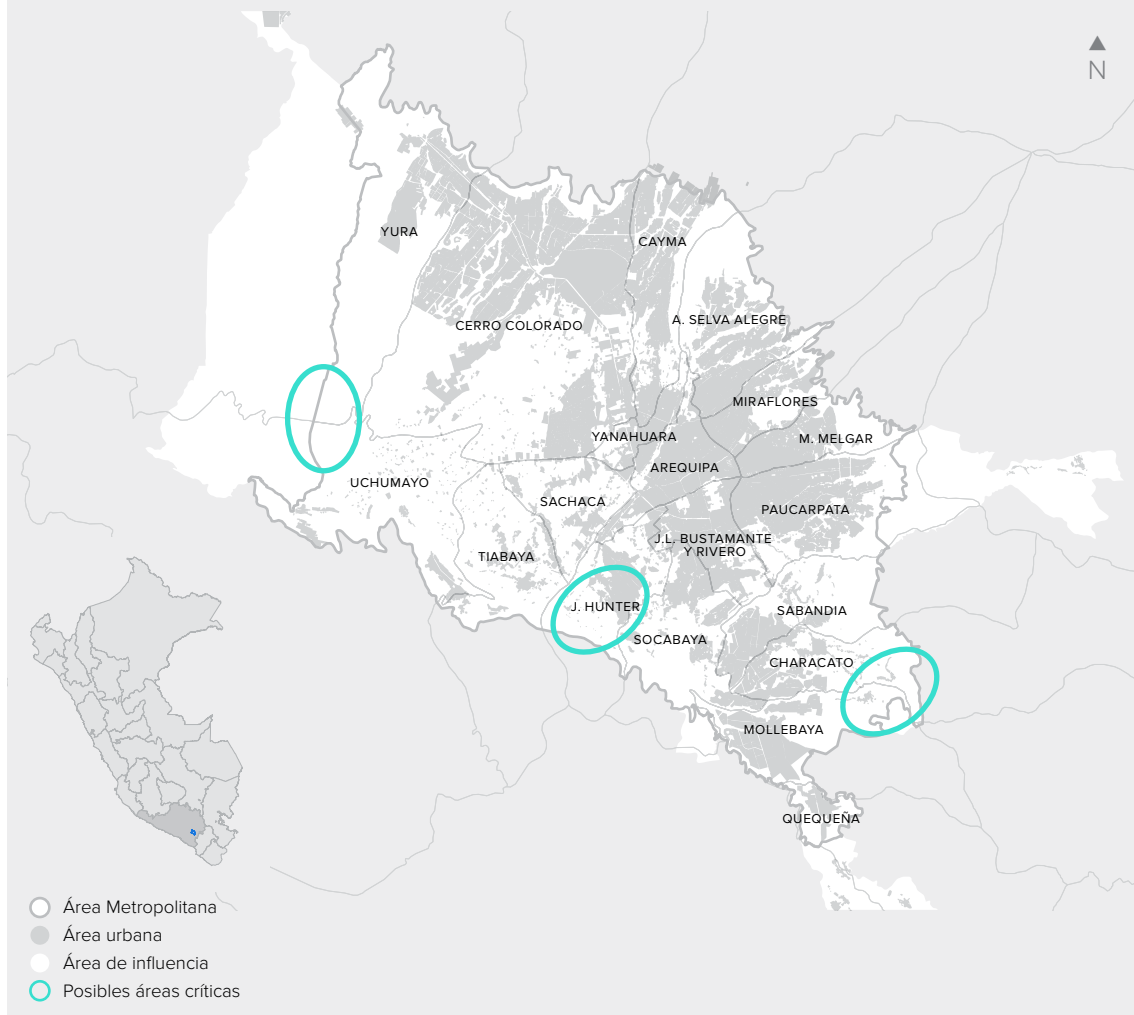 N
YURA
CAYMA
CERRO COLORADO
A. SELVA ALEGRE
MIRAFLORES
YANAHUARA
M. MELGAR
AREQUIPA
UCHUMAYO
SACHACA
PAUCARPATA
J.L. BUSTAMANTE
Y RIVERO
TIABAYA
J. HUNTER
SABANDIA
SOCABAYA
CHARACATO
MOLLEBAYA
QUEQUEÑA
Área Metropolitana
Área urbana
Área de influencia
Posibles áreas críticas